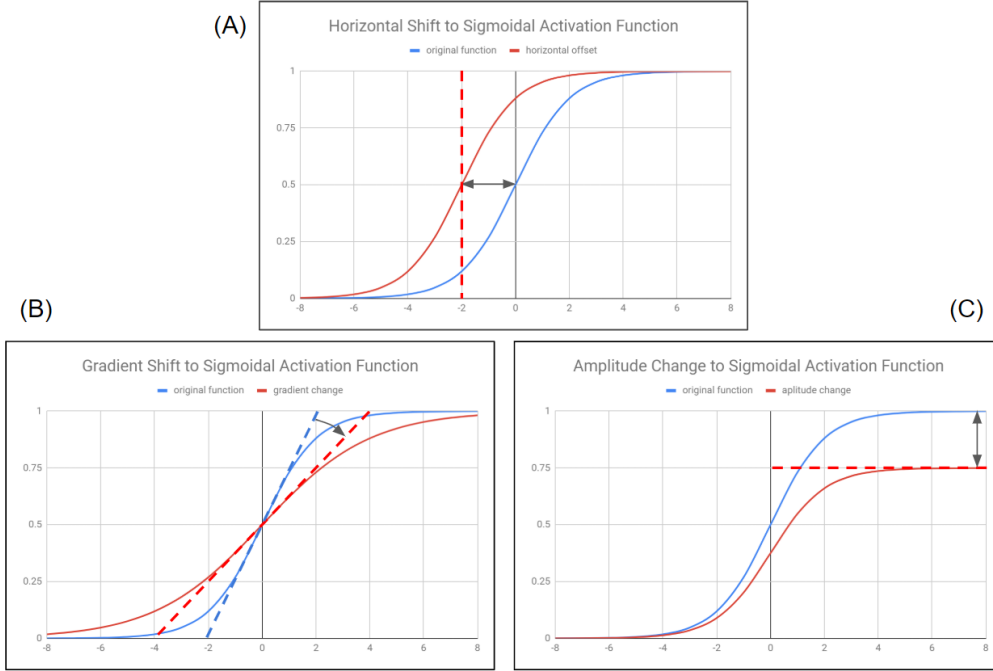 (A)
Horizontal Shift to Sigmoidal Activation Function
original function horizontal offset
1
0.75
0.5
0.25
0
-8 -6 -4 -2 0 2 4 6 8
(B)
Gradient Shift to Sigmoidal Activation Function
original function gradient change
1
0.75
0.5
0.25
0
-8 -6 -4 -2 0 2 4 6 8
(C)
Amplitude Change to Sigmoidal Activation Function
original function aplitude change
1
0.75
0.5
0.25
0
-8 -6 -4 -2 0 2 4 6 8